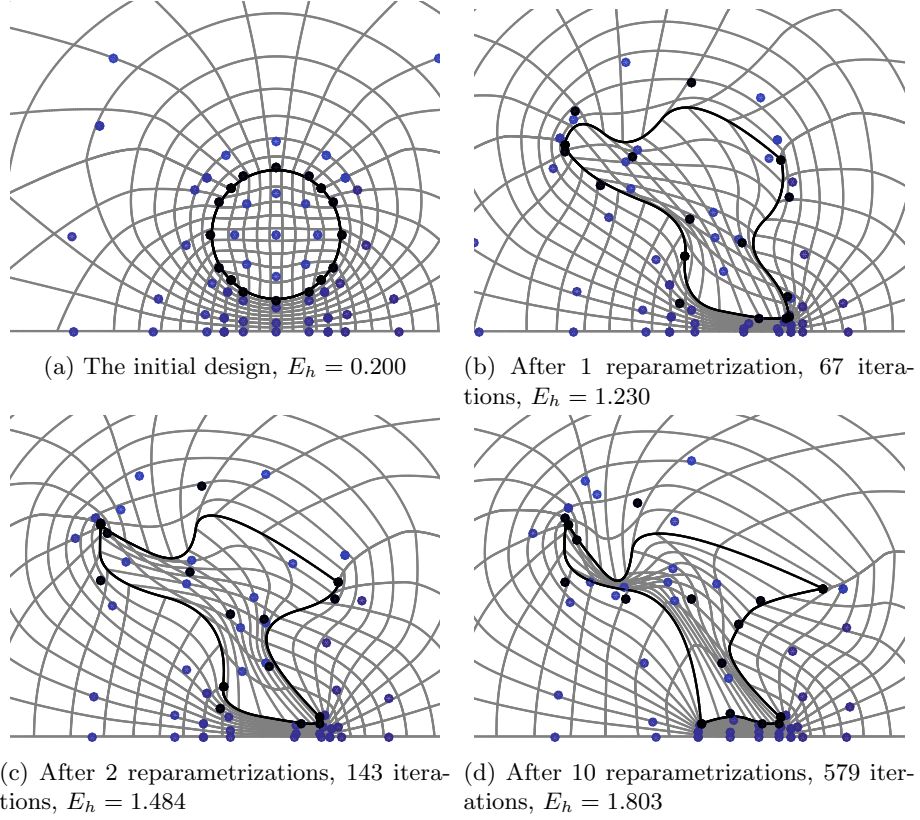 (a) The initial design, E_h = 0.200
(b) After 1 reparametrization, 67 itera-
tions, E_h = 1.230
(c) After 2 reparametrizations, 143 itera-
tions, E_h = 1.484
(d) After 10 reparametrizations, 579 iter-
ations, E_h = 1.803